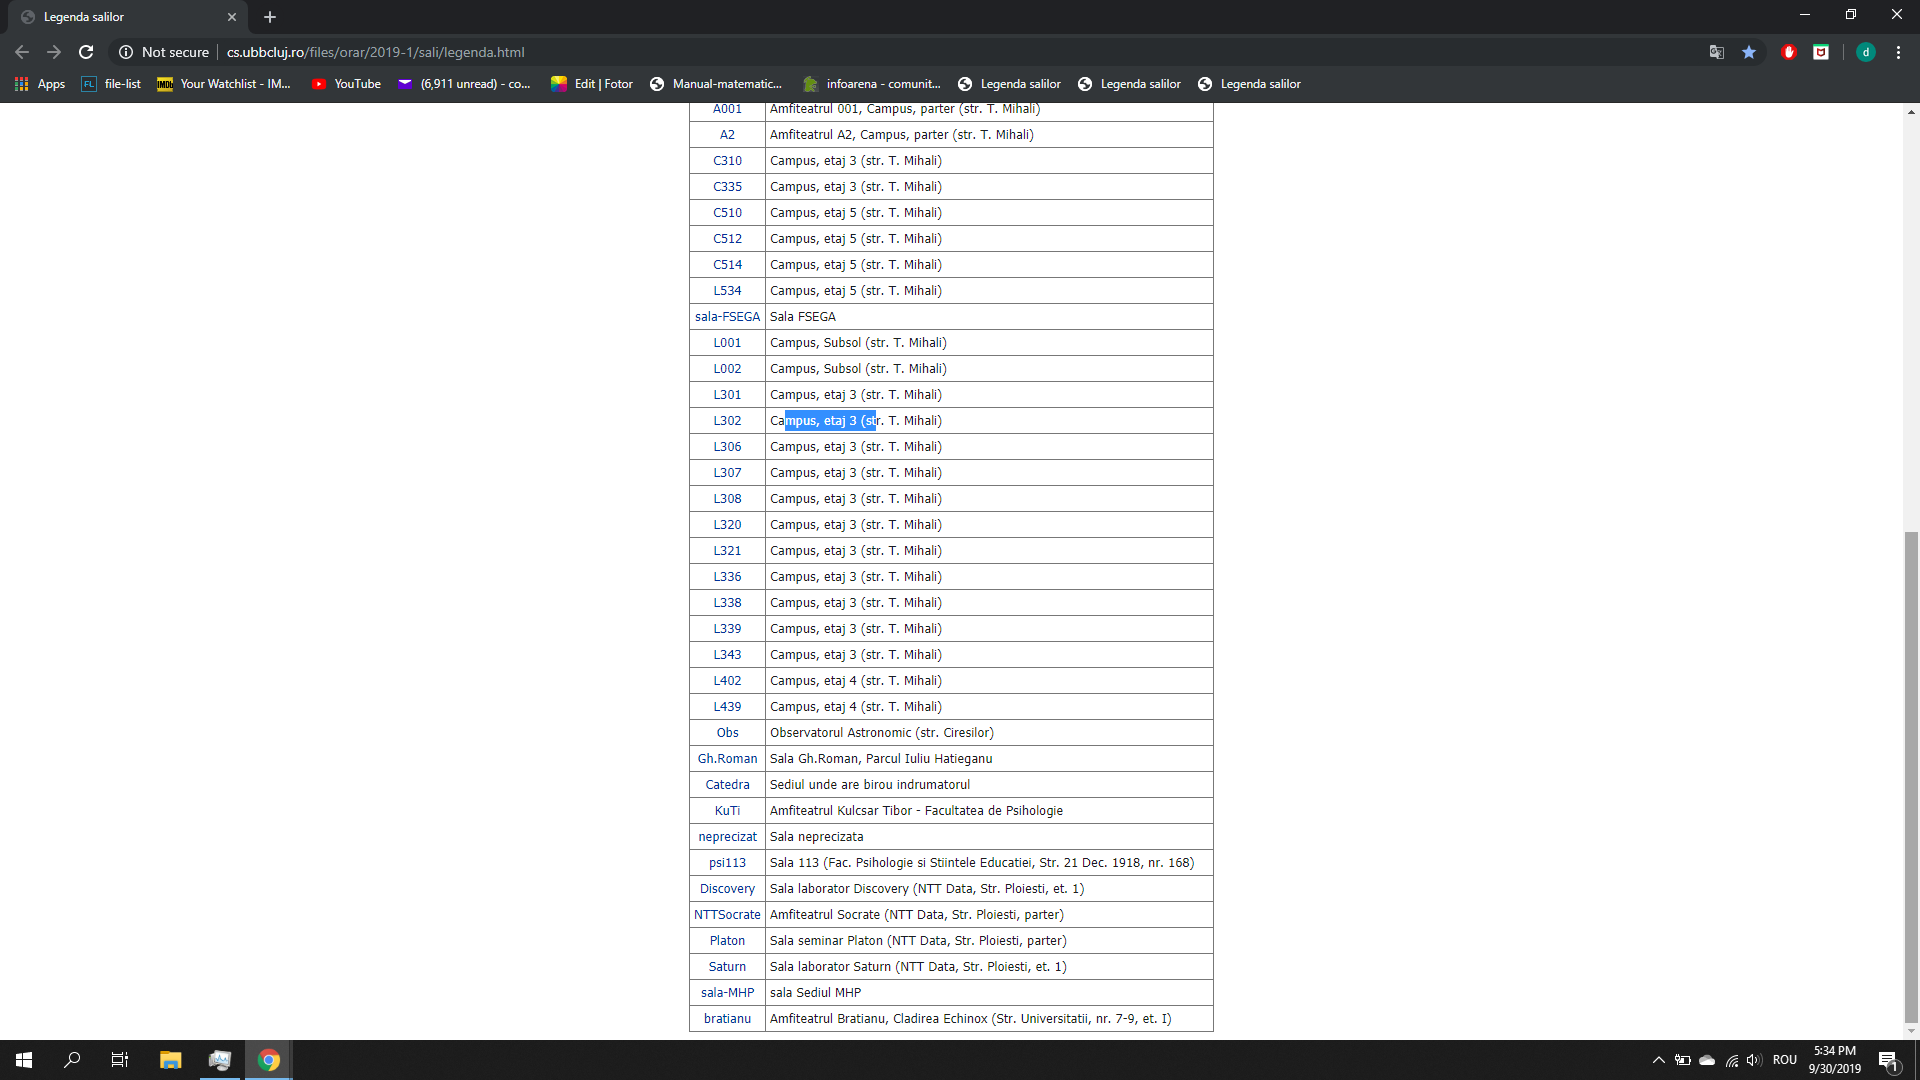 Legenda salilor
Not secure | cs.ubbcluj.ro/files/orar/2019-1/sali/legenda.html
d
Apps FL file-list IMDb Your Watchlist - IM... YouTube (6,911 unread) - co... Edit | Fotor Manual-matematic... infoarena - comunit... Legenda salilor Legenda salilor Legenda salilor
A001 Amfiteatrul 001, Campus, parter (str. T. Mihali)
A2 Amfiteatrul A2, Campus, parter (str. T. Mihali)
C310 Campus, etaj 3 (str. T. Mihali)
C335 Campus, etaj 3 (str. T. Mihali)
C510 Campus, etaj 5 (str. T. Mihali)
C512 Campus, etaj 5 (str. T. Mihali)
C514 Campus, etaj 5 (str. T. Mihali)
L534 Campus, etaj 5 (str. T. Mihali)
sala-FSEGA Sala FSEGA
L001 Campus, Subsol (str. T. Mihali)
L002 Campus, Subsol (str. T. Mihali)
L301 Campus, etaj 3 (str. T. Mihali)
L302 Campus, etaj 3 (str. T. Mihali)
L306 Campus, etaj 3 (str. T. Mihali)
L307 Campus, etaj 3 (str. T. Mihali)
L308 Campus, etaj 3 (str. T. Mihali)
L320 Campus, etaj 3 (str. T. Mihali)
L321 Campus, etaj 3 (str. T. Mihali)
L336 Campus, etaj 3 (str. T. Mihali)
L338 Campus, etaj 3 (str. T. Mihali)
L339 Campus, etaj 3 (str. T. Mihali)
L343 Campus, etaj 3 (str. T. Mihali)
L402 Campus, etaj 4 (str. T. Mihali)
L439 Campus, etaj 4 (str. T. Mihali)
Obs Observatorul Astronomic (str. Ciresilor)
Gh.Roman Sala Gh.Roman, Parcul Iuliu Hatieganu
Catedra Sediul unde are birou indrumatorul
KuTi Amfiteatrul Kulcsar Tibor - Facultatea de Psihologie
neprecizat Sala neprecizata
psi113 Sala 113 (Fac. Psihologie si Stiintele Educatiei, Str. 21 Dec. 1918, nr. 168)
Discovery Sala laborator Discovery (NTT Data, Str. Ploiesti, et. 1)
NTTSocrate Amfiteatrul Socrate (NTT Data, Str. Ploiesti, parter)
Platon Sala seminar Platon (NTT Data, Str. Ploiesti, parter)
Saturn Sala laborator Saturn (NTT Data, Str. Ploiesti, et. 1)
sala-MHP sala Sediul MHP
bratianu Amfiteatrul Bratianu, Cladirea Echinox (Str. Universitatii, nr. 7-9, et. I)
ROU
5:34 PM
9/30/2019
1